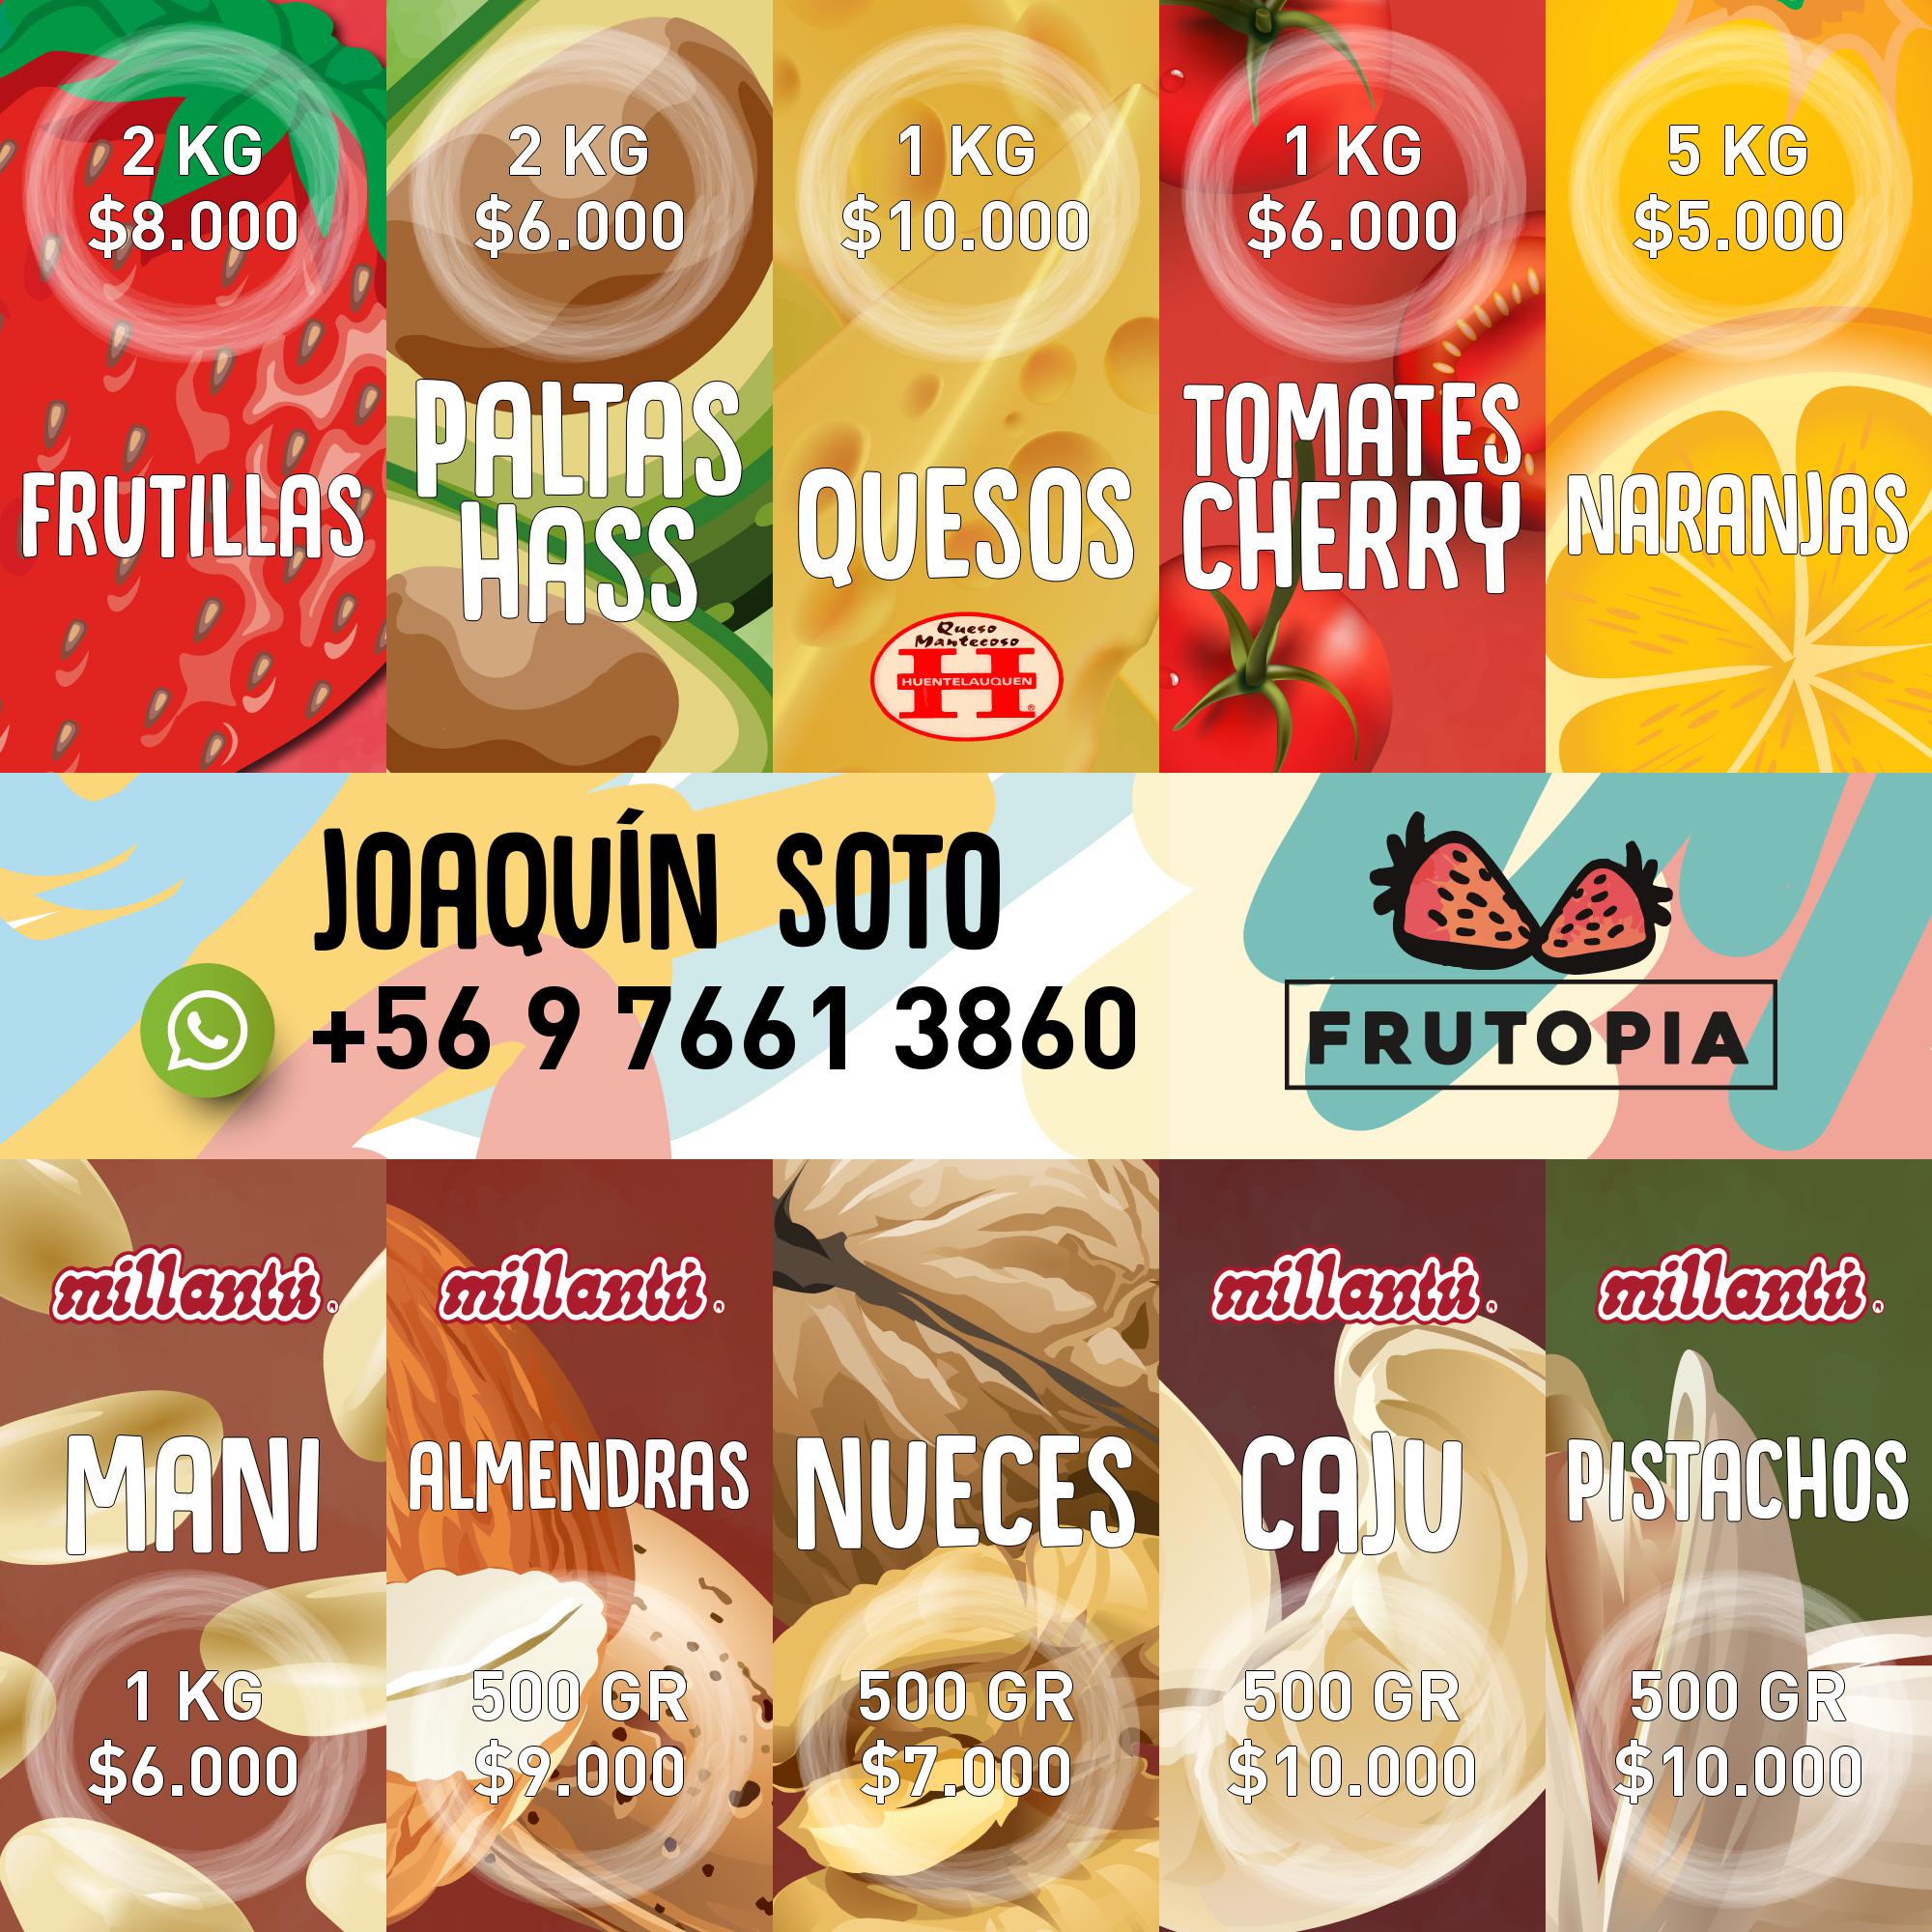 2 KG
$8.000
FRUTILLAS
2 KG
$6.000
PALTAS
HASS
1 KG
$10.000
QUESOS
Queso
Mantecoso
H
HUENTELAUQUEN
®
1 KG
$6.000
TOMATES
CHERRY
5 KG
$5.000
NARANJAS
JOAQUÍN SOTO
+56 9 7661 3860
FRUTOPIA
millantú®
MANI
1 KG
$6.000
millantú®
ALMENDRAS
500 GR
$9.000
NUECES
500 GR
$7.000
millantú®
CAJU
500 GR
$10.000
millantú®
PISTACHOS
500 GR
$10.000